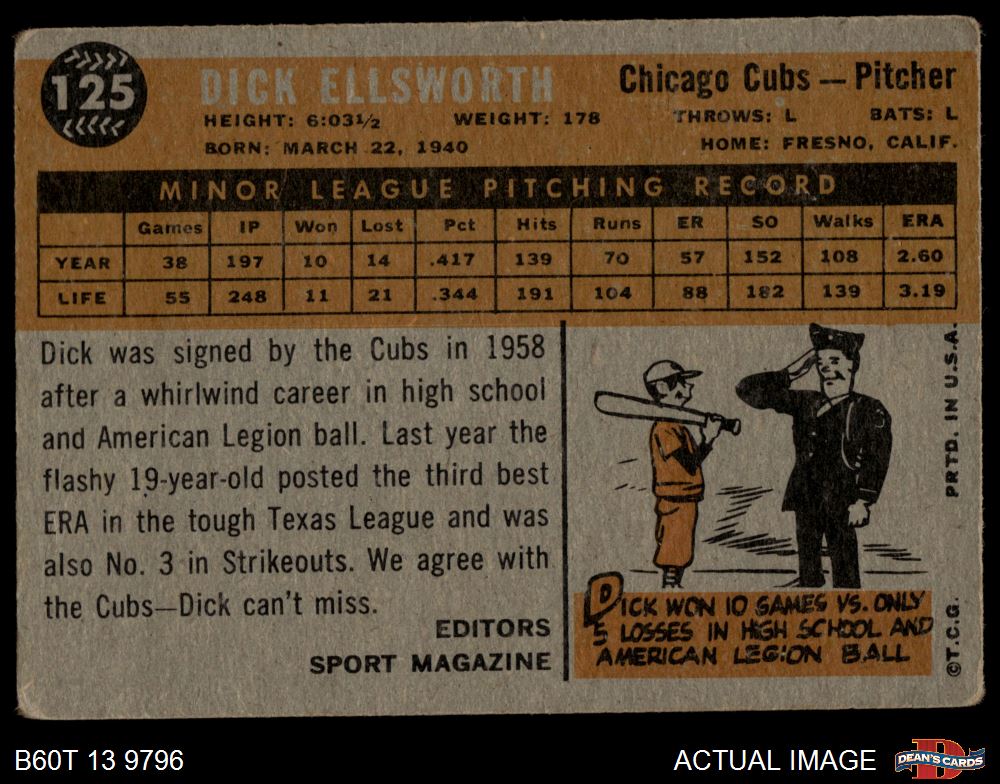 125
DICK ELLSWORTH
Chicago Cubs — Pitcher
HEIGHT: 6:03½ WEIGHT: 178 THROWS: L BATS: L
BORN: MARCH 22, 1940 HOME: FRESNO, CALIF.
MINOR LEAGUE PITCHING RECORD
Games IP Won Lost Pct Hits Runs ER SO Walks ERA
YEAR 38 197 10 14 .417 139 70 57 152 108 2.60
LIFE 55 248 11 21 .344 191 104 88 182 139 3.19
Dick was signed by the Cubs in 1958
after a whirlwind career in high school
and American Legion ball. Last year the
flashy 19-year-old posted the third best
ERA in the tough Texas League and was
also No. 3 in Strikeouts. We agree with
the Cubs—Dick can't miss.
EDITORS
SPORT MAGAZINE
DICK WON 10 GAMES VS. ONLY
5 LOSSES IN HIGH SCHOOL AND
AMERICAN LEGION BALL
©T.C.G. PRTD. IN U.S.A.
B60T 13 9796
ACTUAL IMAGE
D
DEAN'S CARDS